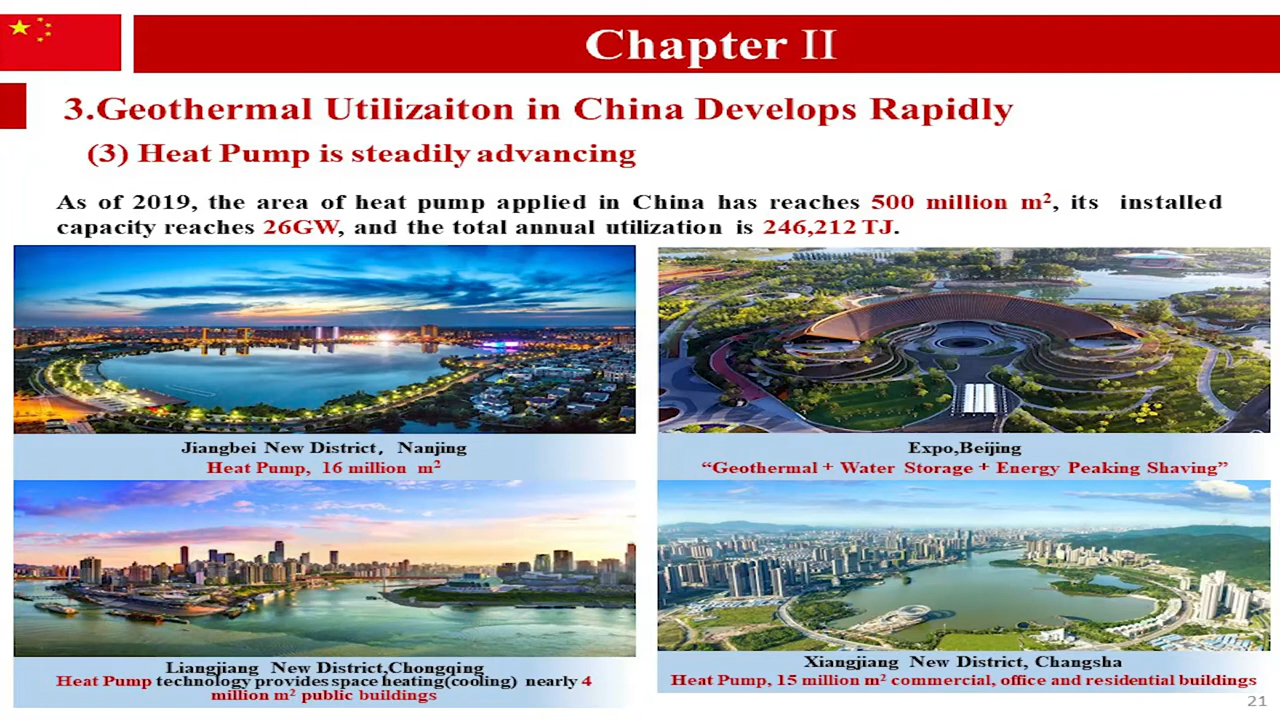 Chapter II
3.Geothermal Utilizaiton in China Develops Rapidly
(3) Heat Pump is steadily advancing
As of 2019, the area of heat pump applied in China has reaches 500 million m², its installed
capacity reaches 26GW, and the total annual utilization is 246,212 TJ.
Jiangbei New District, Nanjing
Heat Pump, 16 million m²
Expo,Beijing
“Geothermal + Water Storage + Energy Peaking Shaving”
Liangjiang New District,Chongqing
Heat Pump technology provides space heating(cooling) nearly 4
million m² public buildings
Xiangjiang New District, Changsha
Heat Pump, 15 million m² commercial, office and residential buildings
21